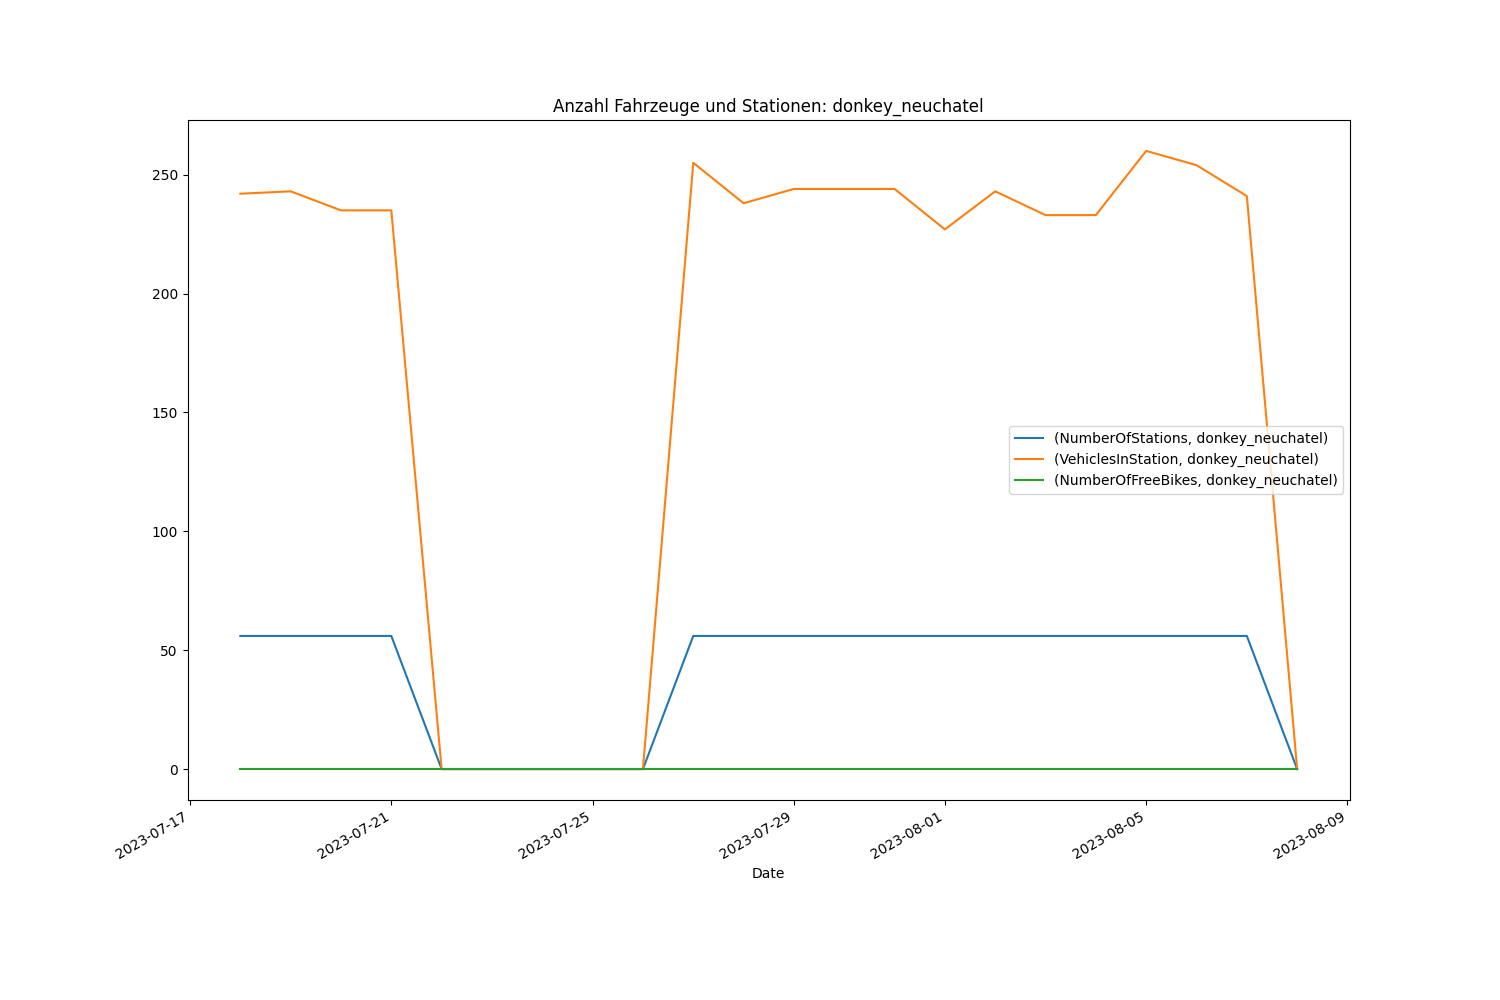 Anzahl Fahrzeuge und Stationen: donkey_neuchatel
250
200
150
100
50
0
(NumberOfStations, donkey_neuchatel)
(VehiclesInStation, donkey_neuchatel)
(NumberOfFreeBikes, donkey_neuchatel)
2023-07-17
2023-07-21
2023-07-25
2023-07-29
2023-08-01
2023-08-05
2023-08-09
Date